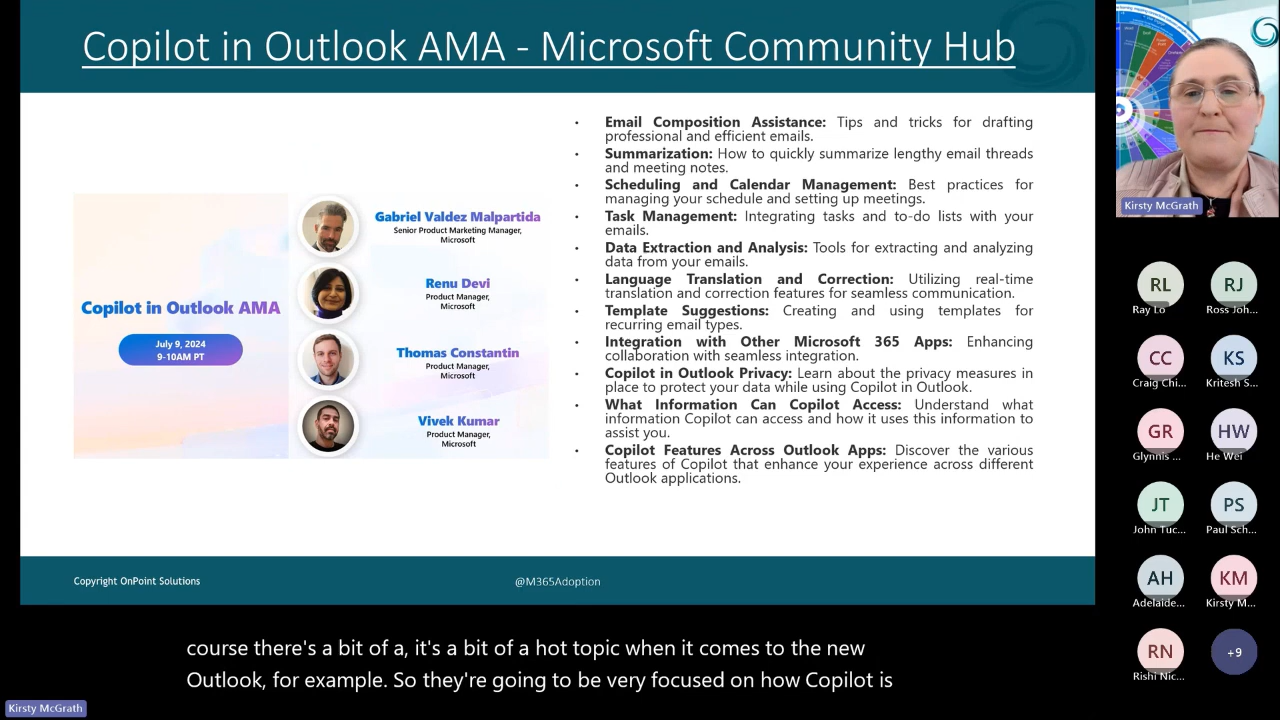 Copilot in Outlook AMA - Microsoft Community Hub
Copilot in Outlook AMA
July 9, 2024
9-10AM PT
Gabriel Valdez Malpartida
Senior Product Marketing Manager,
Microsoft
Renu Devi
Product Manager,
Microsoft
Thomas Constantin
Product Manager,
Microsoft
Vivek Kumar
Product Manager,
Microsoft
• Email Composition Assistance: Tips and tricks for drafting
professional and efficient emails.
• Summarization: How to quickly summarize lengthy email threads
and meeting notes.
• Scheduling and Calendar Management: Best practices for
managing your schedule and setting up meetings.
• Task Management: Integrating tasks and to-do lists with your
emails.
• Data Extraction and Analysis: Tools for extracting and analyzing
data from your emails.
• Language Translation and Correction: Utilizing real-time
translation and correction features for seamless communication.
• Template Suggestions: Creating and using templates for
recurring email types.
• Integration with Other Microsoft 365 Apps: Enhancing
collaboration with seamless integration.
• Copilot in Outlook Privacy: Learn about the privacy measures in
place to protect your data while using Copilot in Outlook.
• What Information Can Copilot Access: Understand what
information Copilot can access and how it uses this information to
assist you.
• Copilot Features Across Outlook Apps: Discover the various
features of Copilot that enhance your experience across different
Outlook applications.
Copyright OnPoint Solutions
@M365Adoption
Kirsty McGrath
RL RJ
Ray Lo Ross Joh...
CC KS
Craig Chi... Kritesh S...
GR HW
Glynnis ... He Wei
JT PS
John Tuc... Paul Sch...
AH KM
Adelaide... Kirsty M...
RN +9
Rishi Nic...
course there's a bit of a, it's a bit of a hot topic when it comes to the new
Outlook, for example. So they're going to be very focused on how Copilot is
Kirsty McGrath